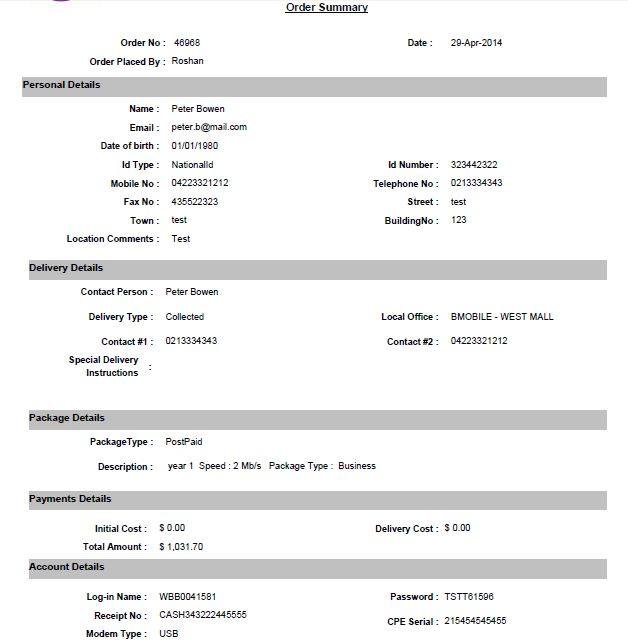 Order Summary
Order No : 46968 Date : 29-Apr-2014
Order Placed By : Roshan
Personal Details
Name : Peter Bowen
Email : peter.b@mail.com
Date of birth : 01/01/1980
Id Type : NationalId Id Number : 323442322
Mobile No : 04223321212 Telephone No : 0213334343
Fax No : 435522323 Street : test
Town : test BuildingNo : 123
Location Comments : Test
Delivery Details
Contact Person : Peter Bowen
Delivery Type : Collected Local Office : BMOBILE - WEST MALL
Contact #1 : 0213334343 Contact #2 : 04223321212
Special Delivery
Instructions :
Package Details
PackageType : PostPaid
Description : year 1 Speed : 2 Mb/s Package Type : Business
Payments Details
Initial Cost : $ 0.00 Delivery Cost : $ 0.00
Total Amount : $ 1,031.70
Account Details
Log-in Name : WBB0041581 Password : TSTT61596
Receipt No : CASH343222445555 CPE Serial : 215454545455
Modem Type : USB